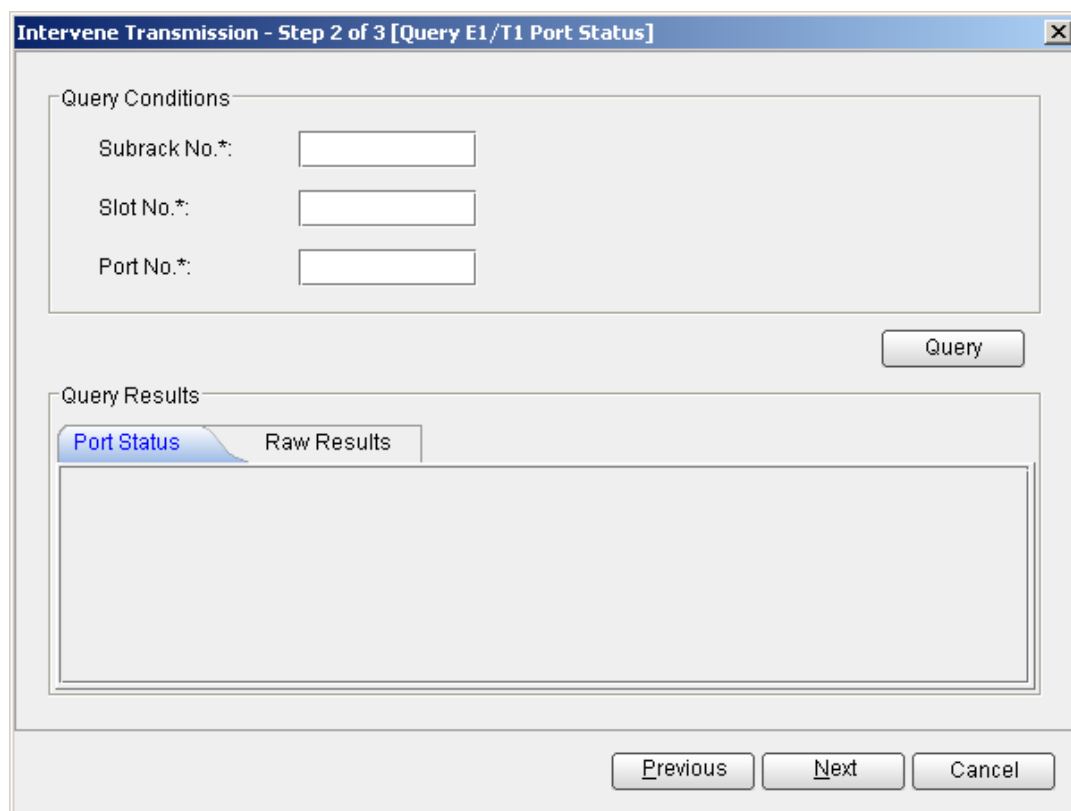 Intervene Transmission - Step 2 of 3 [Query E1/T1 Port Status]
Query Conditions
Subrack No.*:
Slot No.*:
Port No.*:
Query
Query Results
Port Status Raw Results
Previous Next Cancel